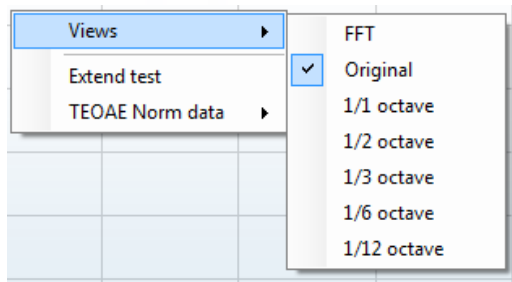 Views
Extend test
TEOAE Norm data
FFT
Original
1/1 octave
1/2 octave
1/3 octave
1/6 octave
1/12 octave